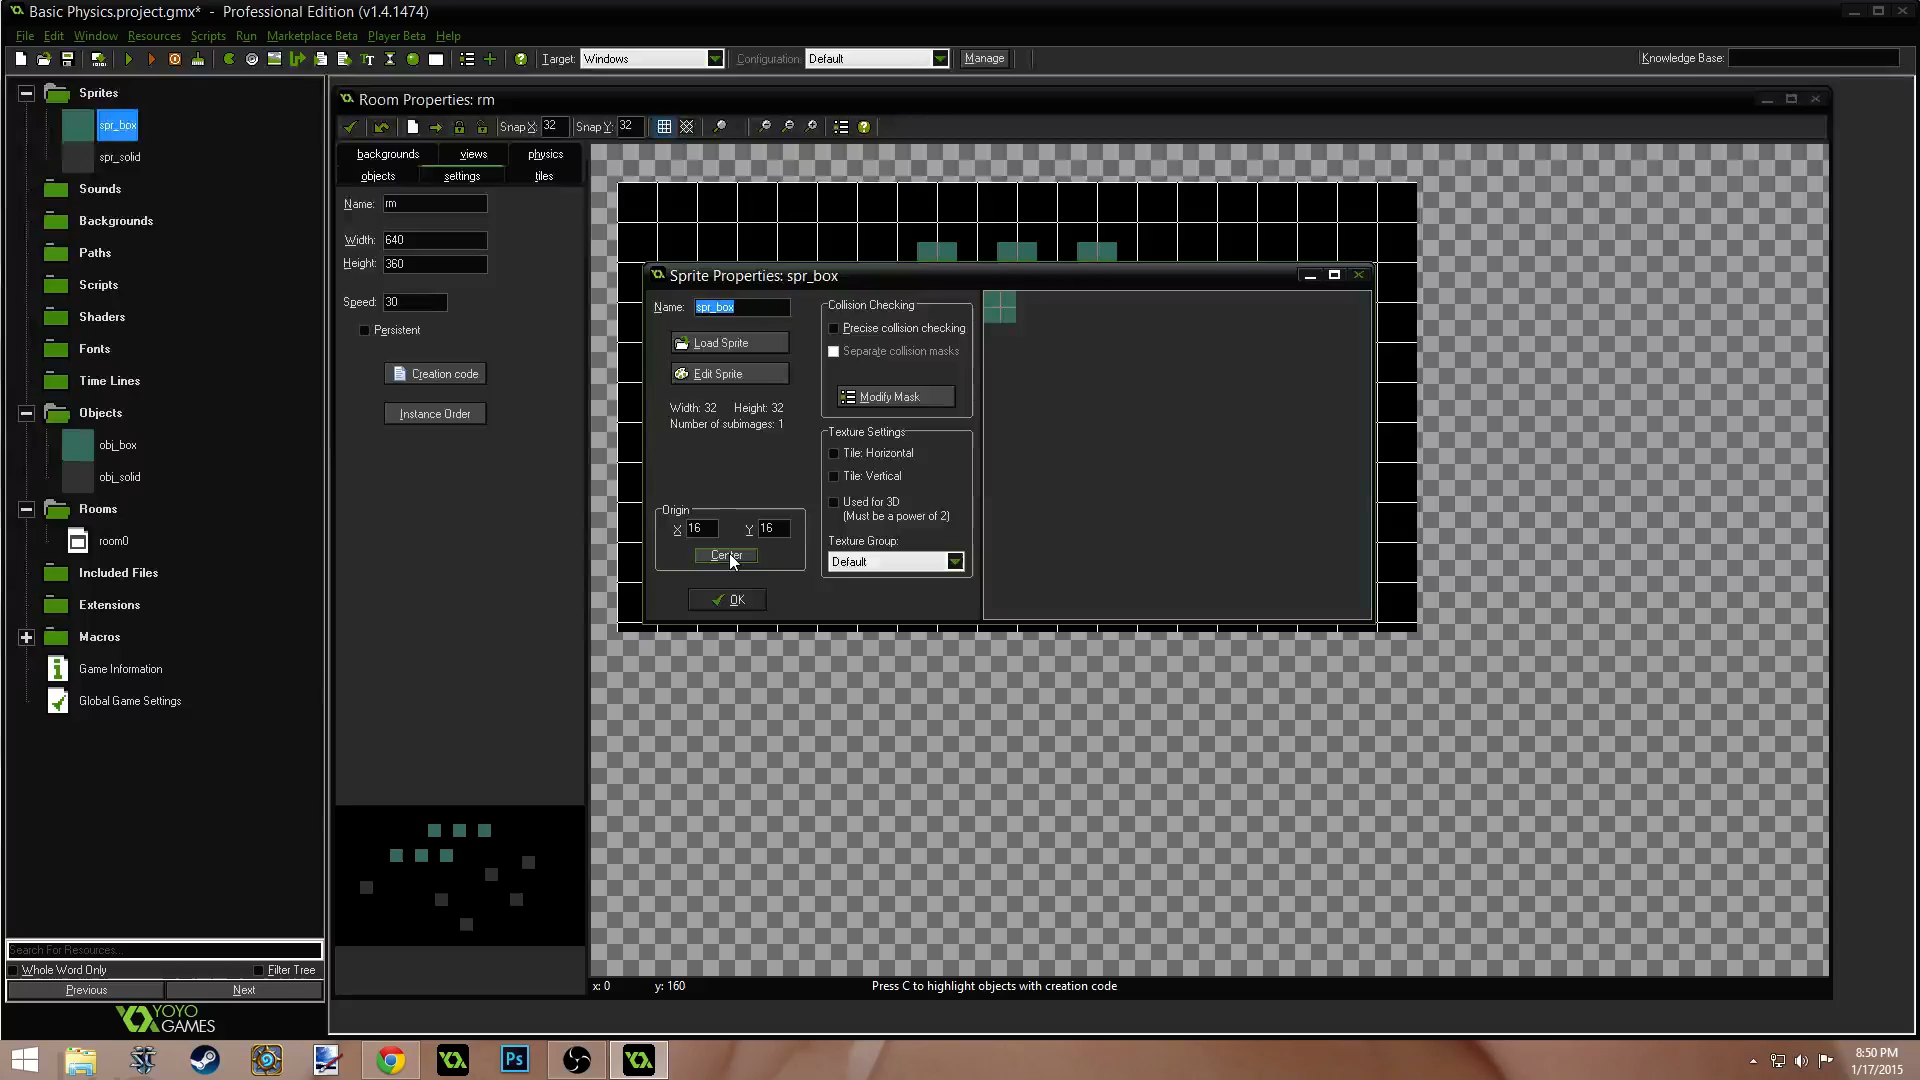 Basic Physics.project.gmx* - Professional Edition (v1.4.1474)
File Edit Window Resources Scripts Run Marketplace Beta Player Beta Help
Target: Windows Configuration: Default Manage Knowledge Base:
Sprites
spr_box
spr_solid
Sounds
Backgrounds
Paths
Scripts
Shaders
Fonts
Time Lines
Objects
obj_box
obj_solid
Rooms
room0
Included Files
Extensions
Macros
Game Information
Global Game Settings
Search For Resources...
Whole Word Only Filter Tree
Previous Next
YOYO
GAMES
Room Properties: rm
Snap X: 32 Snap Y: 32
backgrounds views physics
objects settings tiles
Name: rm
Width: 640
Height: 360
Speed: 30
Persistent
Creation code
Instance Order
Sprite Properties: spr_box
Name: spr_box
Load Sprite
Edit Sprite
Width: 32 Height: 32
Number of subimages: 1
Origin
X 16 Y 16
Center
OK
Collision Checking
Precise collision checking
Separate collision masks
Modify Mask
Texture Settings
Tile: Horizontal
Tile: Vertical
Used for 3D
(Must be a power of 2)
Texture Group:
Default
x: 0 y: 160 Press C to highlight objects with creation code
Ps
8:50 PM
1/17/2015